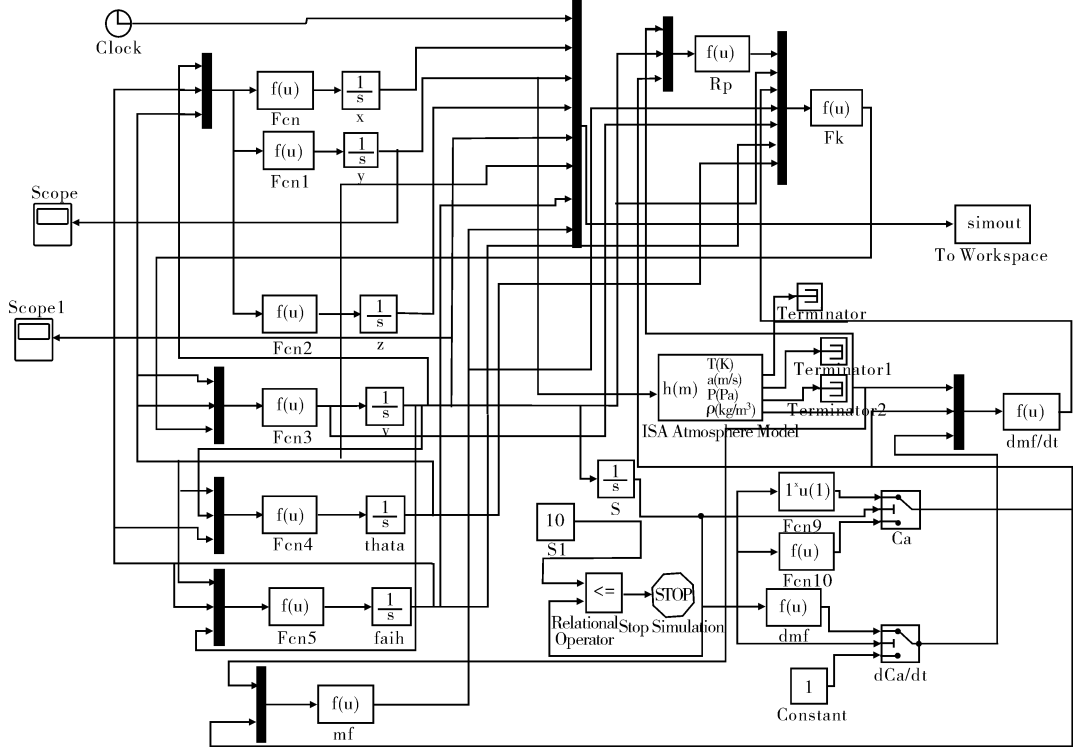 Clock
f(u)
Rp
f(u)
Fcn
1
s
x
f(u)
Fk
f(u)
Fcn1
1
s
y
Scope
simout
To Workspace
Scope1
f(u)
Fcn2
1
s
z
Terminator
h(m)
T(K)
a(m/s)
P(Pa)
ρ(kg/m³)
ISA Atmosphere Model
Terminator1
Terminator2
f(u)
Fcn3
1
s
v
f(u)
dmf/dt
1
s
S
f(u)
Fcn4
1
s
thata
10
S1
1ˣu(1)
Fcn9
Ca
f(u)
Fcn10
f(u)
Fcn5
1
s
faih
<=
Relational
Operator
STOP
Stop Simulation
f(u)
dmf
dCa/dt
1
Constant
f(u)
mf